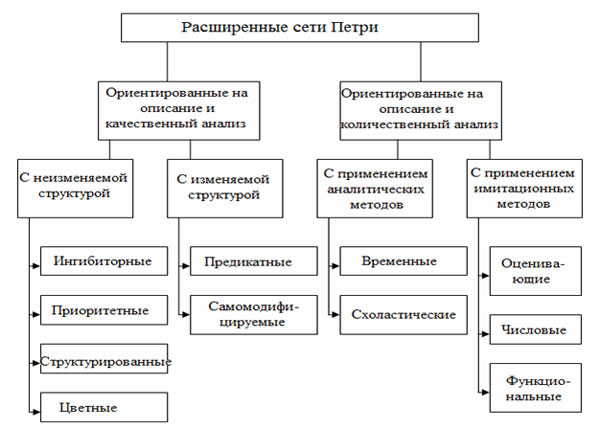 Расширенные сети Петри
Ориентированные на
описание и
качественный анализ
Ориентированные на
описание и
количественный анализ
С неизменяемой
структурой
С изменяемой
структурой
С применением
аналитических
методов
С применением
имитационных
методов
Ингибиторные
Приоритетные
Структурированные
Цветные
Предикатные
Самомодифи-
цируемые
Временные
Схоластические
Оценива-
ющие
Числовые
Функцио-
нальные